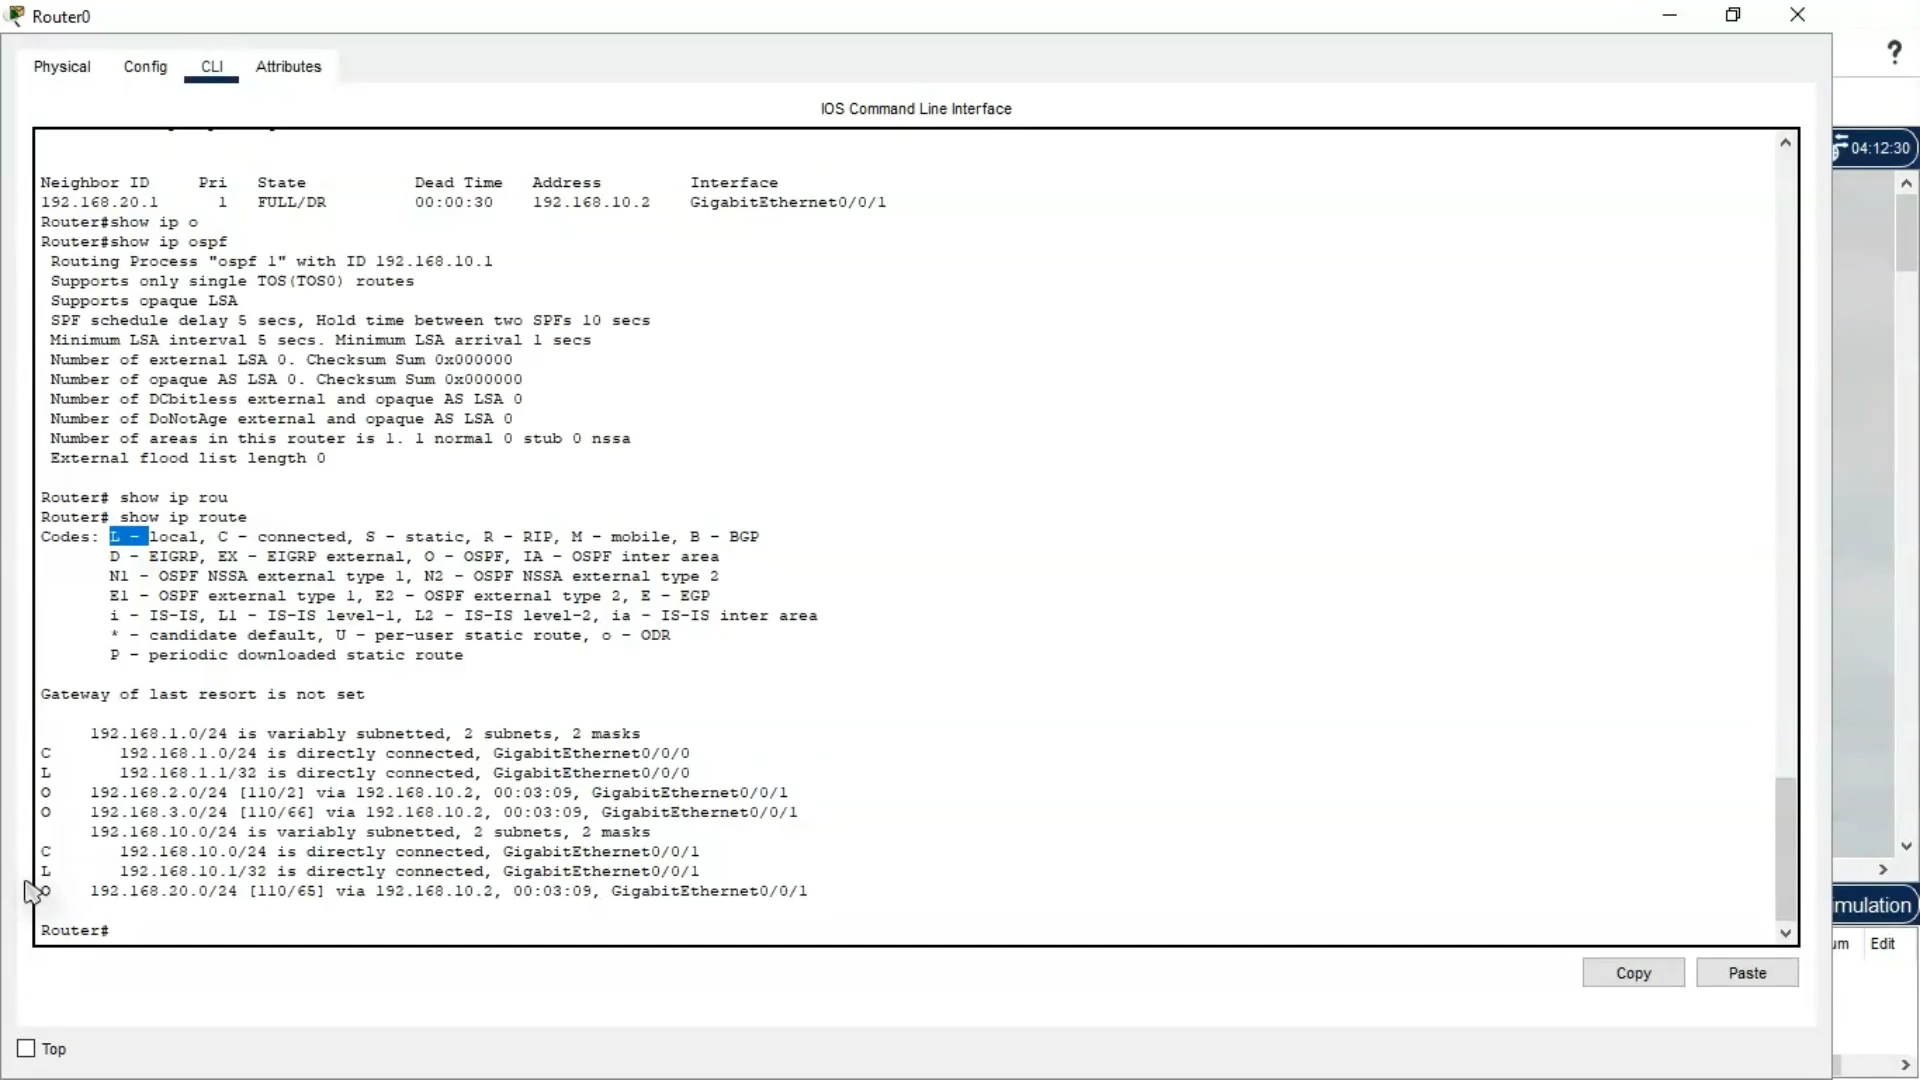 Router0
Physical Config CLI Attributes
?
IOS Command Line Interface
04:12:30
Neighbor ID Pri State Dead Time Address Interface
192.168.20.1 1 FULL/DR 00:00:30 192.168.10.2 GigabitEthernet0/0/1
Router#show ip o
Router#show ip ospf
Routing Process "ospf 1" with ID 192.168.10.1
Supports only single TOS(TOS0) routes
Supports opaque LSA
SPF schedule delay 5 secs, Hold time between two SPFs 10 secs
Minimum LSA interval 5 secs. Minimum LSA arrival 1 secs
Number of external LSA 0. Checksum Sum 0x000000
Number of opaque AS LSA 0. Checksum Sum 0x000000
Number of DCbitless external and opaque AS LSA 0
Number of DoNotAge external and opaque AS LSA 0
Number of areas in this router is 1. 1 normal 0 stub 0 nssa
External flood list length 0
Router# show ip rou
Router# show ip route
Codes: L - local, C - connected, S - static, R - RIP, M - mobile, B - BGP
D - EIGRP, EX - EIGRP external, O - OSPF, IA - OSPF inter area
N1 - OSPF NSSA external type 1, N2 - OSPF NSSA external type 2
E1 - OSPF external type 1, E2 - OSPF external type 2, E - EGP
i - IS-IS, L1 - IS-IS level-1, L2 - IS-IS level-2, ia - IS-IS inter area
* - candidate default, U - per-user static route, o - ODR
P - periodic downloaded static route
Gateway of last resort is not set
192.168.1.0/24 is variably subnetted, 2 subnets, 2 masks
C 192.168.1.0/24 is directly connected, GigabitEthernet0/0/0
L 192.168.1.1/32 is directly connected, GigabitEthernet0/0/0
O 192.168.2.0/24 [110/2] via 192.168.10.2, 00:03:09, GigabitEthernet0/0/1
O 192.168.3.0/24 [110/66] via 192.168.10.2, 00:03:09, GigabitEthernet0/0/1
192.168.10.0/24 is variably subnetted, 2 subnets, 2 masks
C 192.168.10.0/24 is directly connected, GigabitEthernet0/0/1
L 192.168.10.1/32 is directly connected, GigabitEthernet0/0/1
O 192.168.20.0/24 [110/65] via 192.168.10.2, 00:03:09, GigabitEthernet0/0/1
Router#
mulation
um Edit
Copy Paste
Top